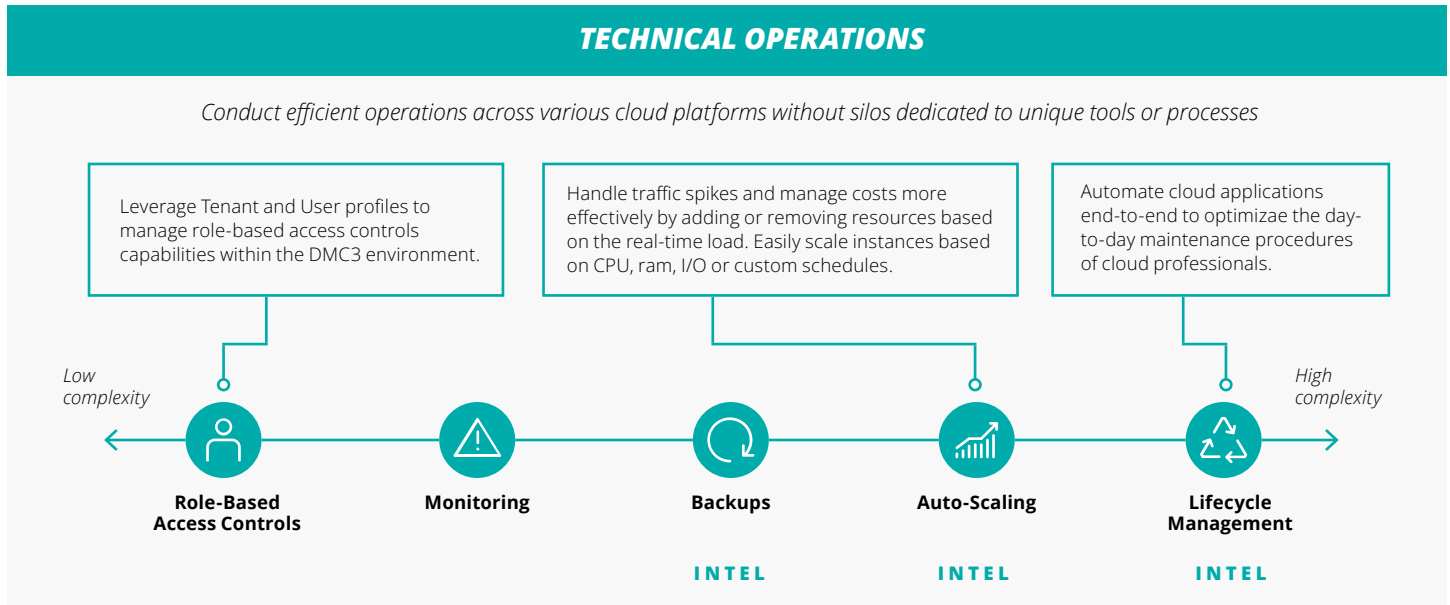 TECHNICAL OPERATIONS
Conduct efficient operations across various cloud platforms without silos dedicated to unique tools or processes
Leverage Tenant and User profiles to
manage role-based access controls
capabilities within the DMC3 environment.
Handle traffic spikes and manage costs more
effectively by adding or removing resources based
on the real-time load. Easily scale instances based
on CPU, ram, I/O or custom schedules.
Automate cloud applications
end-to-end to optimizae the day-
to-day maintenance procedures
of cloud professionals.
Low
complexity
High
complexity
Role-Based
Access Controls
Monitoring
Backups
Auto-Scaling
Lifecycle
Management
INTEL
INTEL
INTEL